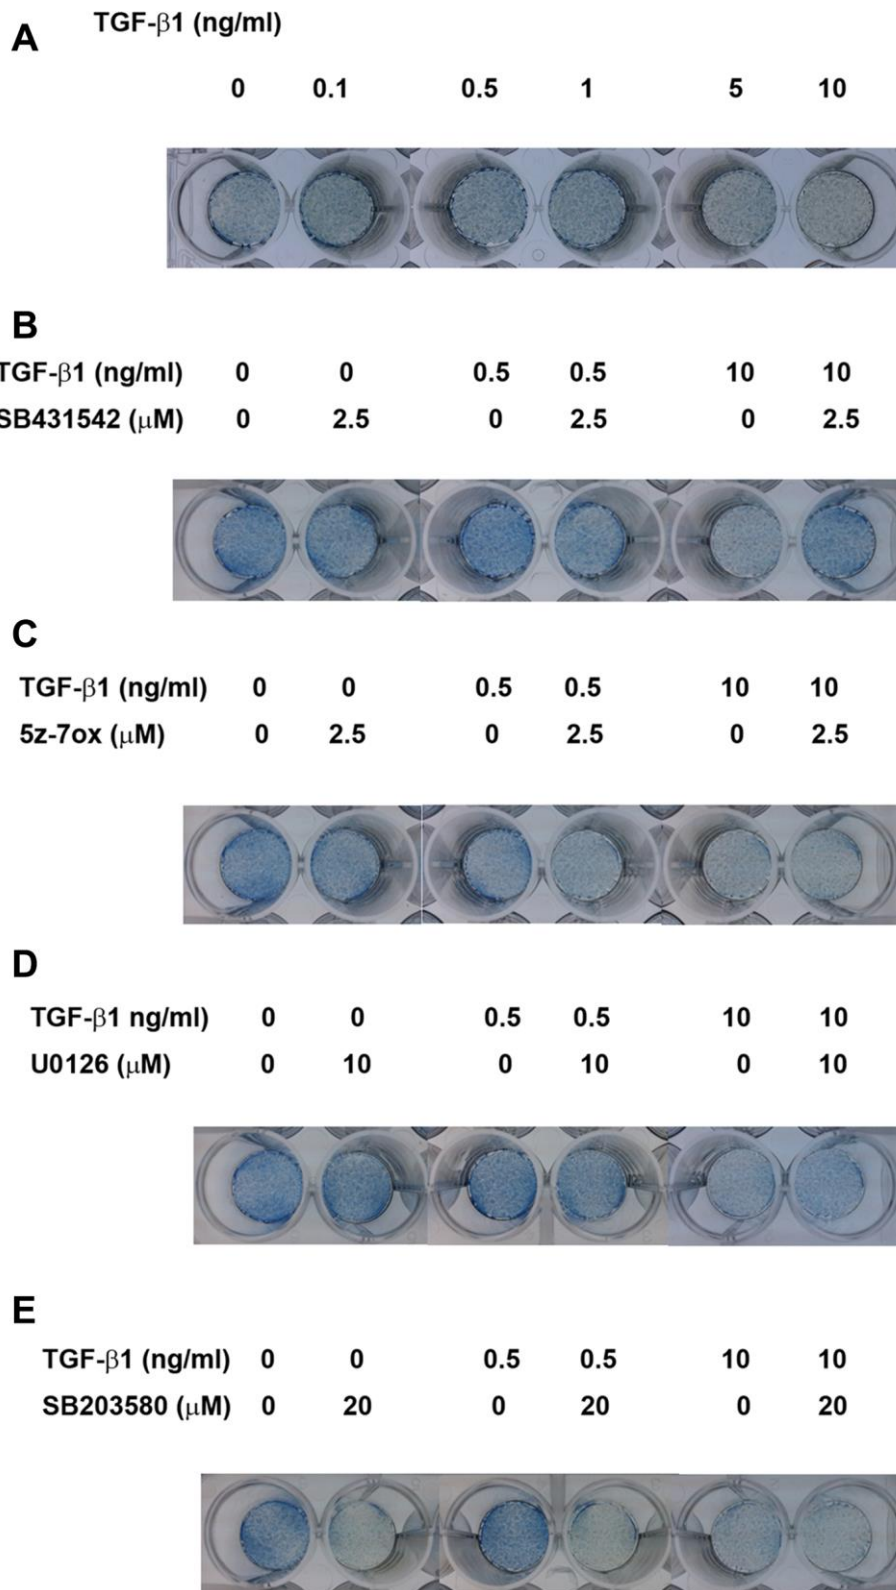 A
TGF-β1 (ng/ml)
0 0.1 0.5 1 5 10
B
TGF-β1 (ng/ml) 0 0 0.5 0.5 10 10
SB431542 (μM) 0 2.5 0 2.5 0 2.5
C
TGF-β1 (ng/ml) 0 0 0.5 0.5 10 10
5z-7ox (μM) 0 2.5 0 2.5 0 2.5
D
TGF-β1 ng/ml) 0 0 0.5 0.5 10 10
U0126 (μM) 0 10 0 10 0 10
E
TGF-β1 (ng/ml) 0 0 0.5 0.5 10 10
SB203580 (μM) 0 20 0 20 0 20